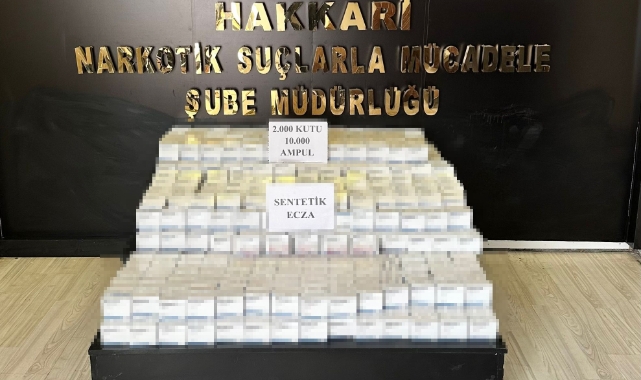 HAKKARİ
NARKOTİK SUÇLARLA MÜCADELE
ŞUBE MÜDÜRLÜĞÜ
2.000 KUTU
10.000
AMPUL
SENTETİK
ECZA